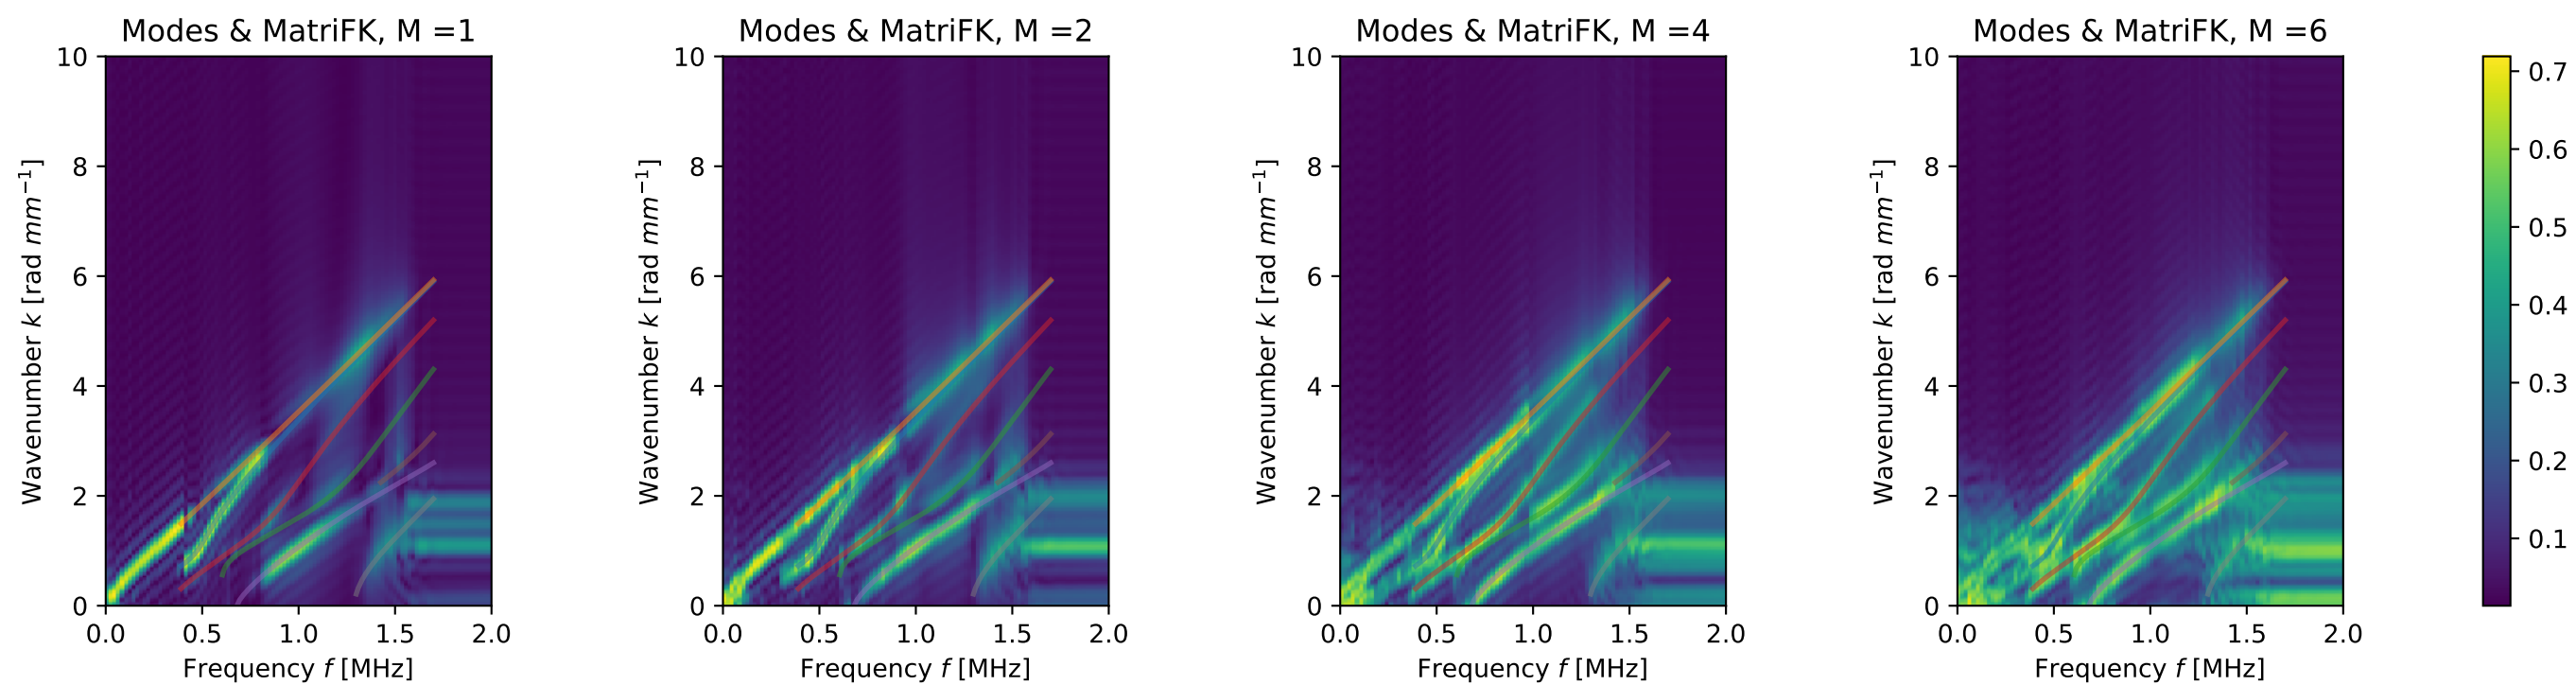 Modes & MatriFK, M =1
Modes & MatriFK, M =2
Modes & MatriFK, M =4
Modes & MatriFK, M =6
10
8
6
4
2
0
0.0 0.5 1.0 1.5 2.0
Wavenumber k [rad mm⁻¹]
Frequency f [MHz]
10
8
6
4
2
0
0.0 0.5 1.0 1.5 2.0
Wavenumber k [rad mm⁻¹]
Frequency f [MHz]
10
8
6
4
2
0
0.0 0.5 1.0 1.5 2.0
Wavenumber k [rad mm⁻¹]
Frequency f [MHz]
10
8
6
4
2
0
0.0 0.5 1.0 1.5 2.0
Wavenumber k [rad mm⁻¹]
Frequency f [MHz]
0.7
0.6
0.5
0.4
0.3
0.2
0.1